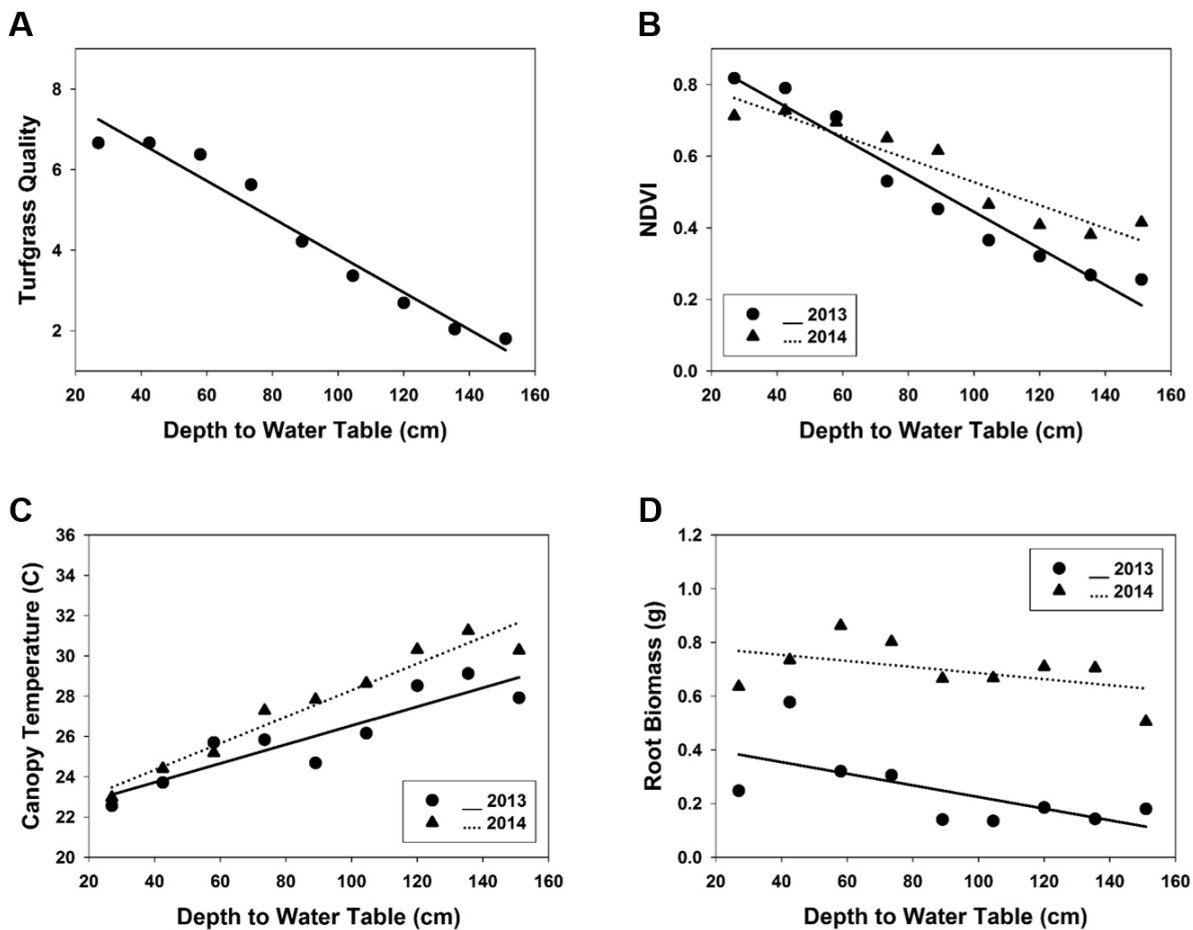 A
Turfgrass Quality
8
6
4
2
20 40 60 80 100 120 140 160
Depth to Water Table (cm)
B
NDVI
0.8
0.6
0.4
0.2
0.0
__ 2013
.... 2014
20 40 60 80 100 120 140 160
Depth to Water Table (cm)
C
Canopy Temperature (C)
36
34
32
30
28
26
24
22
20
__ 2013
.... 2014
20 40 60 80 100 120 140 160
Depth to Water Table (cm)
D
Root Biomass (g)
1.2
1.0
0.8
0.6
0.4
0.2
0.0
__ 2013
.... 2014
20 40 60 80 100 120 140 160
Depth to Water Table (cm)